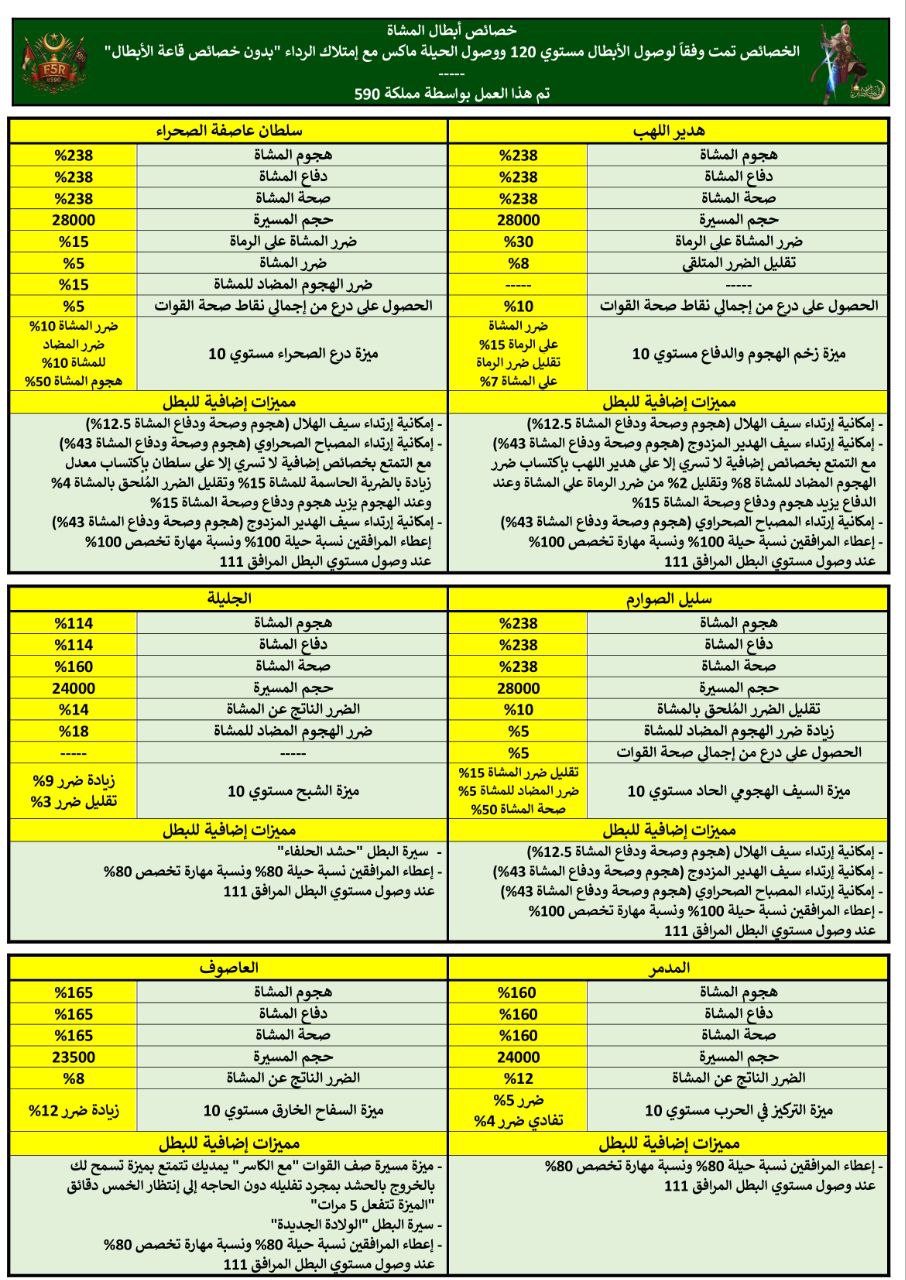 خصائص أبطال المشاة
الخصائص تمت وفقاً لوصول الأبطال مستوي 120 ووصول الحيلة ماكس مع إمتلاك الرداء "بدون خصائص قاعة الأبطال"
-----
تم هذا العمل بواسطة مملكة 590
F5R
#590
هدير اللهب
هجوم المشاة %238
دفاع المشاة %238
صحة المشاة %238
حجم المسيرة 28000
ضرر المشاة على الرماة %30
تقليل الضرر المتلقى %8
----- -----
الحصول على درع من إجمالي نقاط صحة القوات %10
ميزة زخم الهجوم والدفاع مستوي 10
ضرر المشاة
على الرماة 15%
تقليل ضرر الرماة
على المشاة 7%
مميزات إضافية للبطل
- إمكانية إرتداء سيف الهلال (هجوم وصحة ودفاع المشاة 12.5%)
- إمكانية إرتداء سيف الهدير المزدوج (هجوم وصحة ودفاع المشاة 43%)
مع التمتع بخصائص إضافية لا تسري إلا على هدير اللهب بإكتساب ضرر
الهجوم المضاد للمشاة 8% وتقليل 2% من ضرر الرماة على المشاة وعند
الدفاع يزيد هجوم ودفاع وصحة المشاة 15%
- إمكانية إرتداء المصباح الصحراوي (هجوم وصحة ودفاع المشاة 43%)
- إعطاء المرافقين نسبة حيلة 100% ونسبة مهارة تخصص 100%
عند وصول مستوي البطل المرافق 111
سلطان عاصفة الصحراء
هجوم المشاة %238
دفاع المشاة %238
صحة المشاة %238
حجم المسيرة 28000
ضرر المشاة على الرماة %15
ضرر المشاة %5
ضرر الهجوم المضاد للمشاة %15
الحصول على درع من إجمالي نقاط صحة القوات %5
ميزة درع الصحراء مستوي 10
ضرر المشاة 10%
ضرر المضاد
للمشاة 10%
هجوم المشاة 50%
مميزات إضافية للبطل
- إمكانية إرتداء سيف الهلال (هجوم وصحة ودفاع المشاة 12.5%)
- إمكانية إرتداء المصباح الصحراوي (هجوم وصحة ودفاع المشاة 43%)
مع التمتع بخصائص إضافية لا تسري إلا على سلطان بإكتساب معدل
زيادة بالضربة الحاسمة للمشاة 15% وتقليل الضرر المُلحق بالمشاة 4%
وعند الهجوم يزيد هجوم ودفاع وصحة المشاة 15%
- إمكانية إرتداء سيف الهدير المزدوج (هجوم وصحة ودفاع المشاة 43%)
إعطاء المرافقين نسبة حيلة 100% ونسبة مهارة تخصص 100%
عند وصول مستوي البطل المرافق 111
سليل الصوارم
هجوم المشاة %238
دفاع المشاة %238
صحة المشاة %238
حجم المسيرة 28000
تقليل الضرر المُلحق بالمشاة %10
زيادة ضرر الهجوم المضاد للمشاة %5
الحصول على درع من إجمالي صحة القوات %5
ميزة السيف الهجومي الحاد مستوي 10
تقليل ضرر المشاة 15%
ضرر المضاد للمشاة 5%
صحة المشاة 50%
مميزات إضافية للبطل
- إمكانية إرتداء سيف الهلال (هجوم وصحة ودفاع المشاة 12.5%)
- إمكانية إرتداء سيف الهدير المزدوج (هجوم وصحة ودفاع المشاة 43%)
- إمكانية إرتداء المصباح الصحراوي (هجوم وصحة ودفاع المشاة 43%)
- إعطاء المرافقين نسبة حيلة 100% ونسبة مهارة تخصص 100%
عند وصول مستوي البطل المرافق 111
الجليلة
هجوم المشاة %114
دفاع المشاة %114
صحة المشاة %160
حجم المسيرة 24000
الضرر الناتج عن المشاة %14
ضرر الهجوم المضاد للمشاة %18
----- -----
ميزة الشبح مستوي 10
زيادة ضرر 9%
تقليل ضرر 3%
مميزات إضافية للبطل
- سيرة البطل "حشد الحلفاء"
- إعطاء المرافقين نسبة حيلة 80% ونسبة مهارة تخصص 80%
عند وصول مستوي البطل المرافق 111
المدمر
هجوم المشاة %160
دفاع المشاة %160
صحة المشاة %160
حجم المسيرة 24000
الضرر الناتج عن المشاة %12
ميزة التركيز في الحرب مستوي 10
ضرر 5%
تفادي ضرر 4%
مميزات إضافية للبطل
- إعطاء المرافقين نسبة حيلة 80% ونسبة مهارة تخصص 80%
عند وصول مستوي البطل المرافق 111
العاصوف
هجوم المشاة %165
دفاع المشاة %165
صحة المشاة %165
حجم المسيرة 23500
الضرر الناتج عن المشاة %8
ميزة السفاح الخارق مستوي 10
زيادة ضرر 12%
مميزات إضافية للبطل
- ميزة مسيرة صف القوات "مع الكاسر" يمديك تتمتع بميزة تسمح لك
بالخروج بالحشد بمجرد تفليله دون الحاجه إلى إنتظار الخمس دقائق
"الميزة تتفعل 5 مرات"
- سيرة البطل "الولادة الجديدة"
- إعطاء المرافقين نسبة حيلة 80% ونسبة مهارة تخصص 80%
عند وصول مستوي البطل المرافق 111